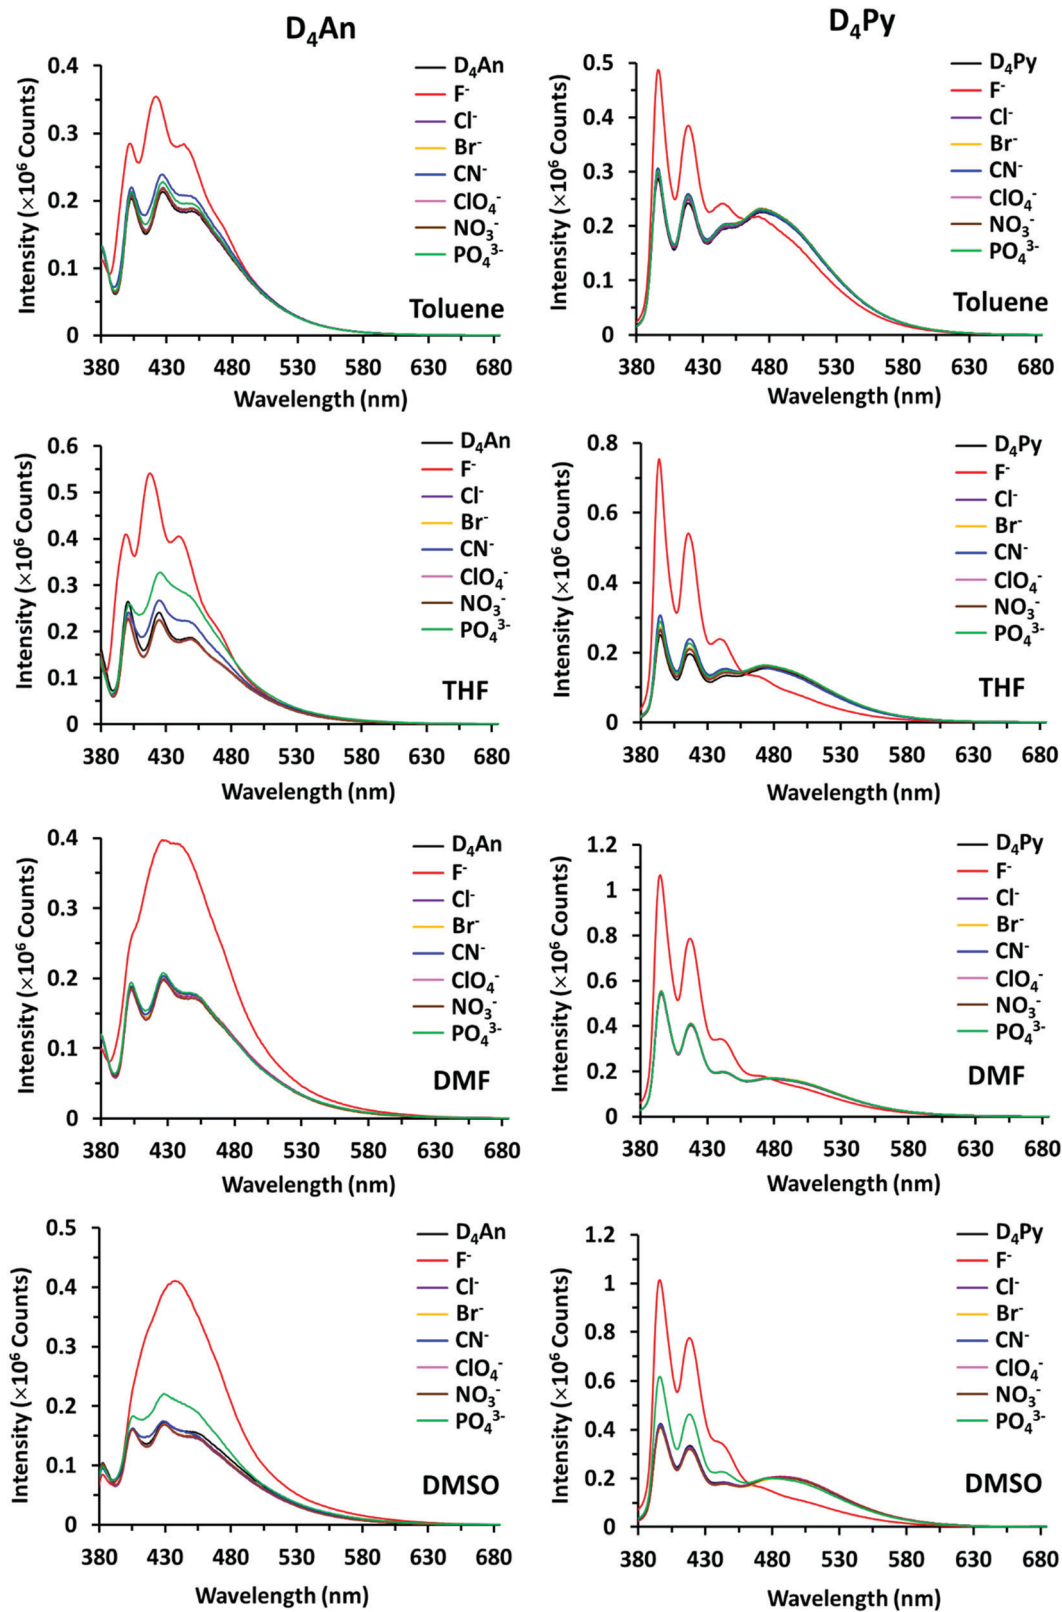 D₄An
D₄Py
Intensity (×10⁶ Counts)
0.4
0.3
0.2
0.1
0
380 430 480 530 580 630 680
Wavelength (nm)
D₄An
F⁻
Cl⁻
Br⁻
CN⁻
ClO₄⁻
NO₃⁻
PO₄³⁻
Toluene
Intensity (×10⁶ Counts)
0.5
0.4
0.3
0.2
0.1
0
380 430 480 530 580 630 680
Wavelength (nm)
D₄Py
F⁻
Cl⁻
Br⁻
CN⁻
ClO₄⁻
NO₃⁻
PO₄³⁻
Toluene
Intensity (×10⁶ Counts)
0.6
0.5
0.4
0.3
0.2
0.1
0
380 430 480 530 580 630 680
Wavelength (nm)
D₄An
F⁻
Cl⁻
Br⁻
CN⁻
ClO₄⁻
NO₃⁻
PO₄³⁻
THF
Intensity (×10⁶ Counts)
0.8
0.6
0.4
0.2
0
380 430 480 530 580 630 680
Wavelength (nm)
D₄Py
F⁻
Cl⁻
Br⁻
CN⁻
ClO₄⁻
NO₃⁻
PO₄³⁻
THF
Intensity (×10⁶ Counts)
0.4
0.3
0.2
0.1
0
380 430 480 530 580 630 680
Wavelength (nm)
D₄An
F⁻
Cl⁻
Br⁻
CN⁻
ClO₄⁻
NO₃⁻
PO₄³⁻
DMF
Intensity (×10⁶ Counts)
1.2
1
0.8
0.6
0.4
0.2
0
380 430 480 530 580 630 680
Wavelength (nm)
D₄Py
F⁻
Cl⁻
Br⁻
CN⁻
ClO₄⁻
NO₃⁻
PO₄³⁻
DMF
Intensity (×10⁶ Counts)
0.5
0.4
0.3
0.2
0.1
0
380 430 480 530 580 630 680
Wavelength (nm)
D₄An
F⁻
Cl⁻
Br⁻
CN⁻
ClO₄⁻
NO₃⁻
PO₄³⁻
DMSO
Intensity (×10⁶ Counts)
1.2
1
0.8
0.6
0.4
0.2
0
380 430 480 530 580 630 680
Wavelength (nm)
D₄Py
F⁻
Cl⁻
Br⁻
CN⁻
ClO₄⁻
NO₃⁻
PO₄³⁻
DMSO